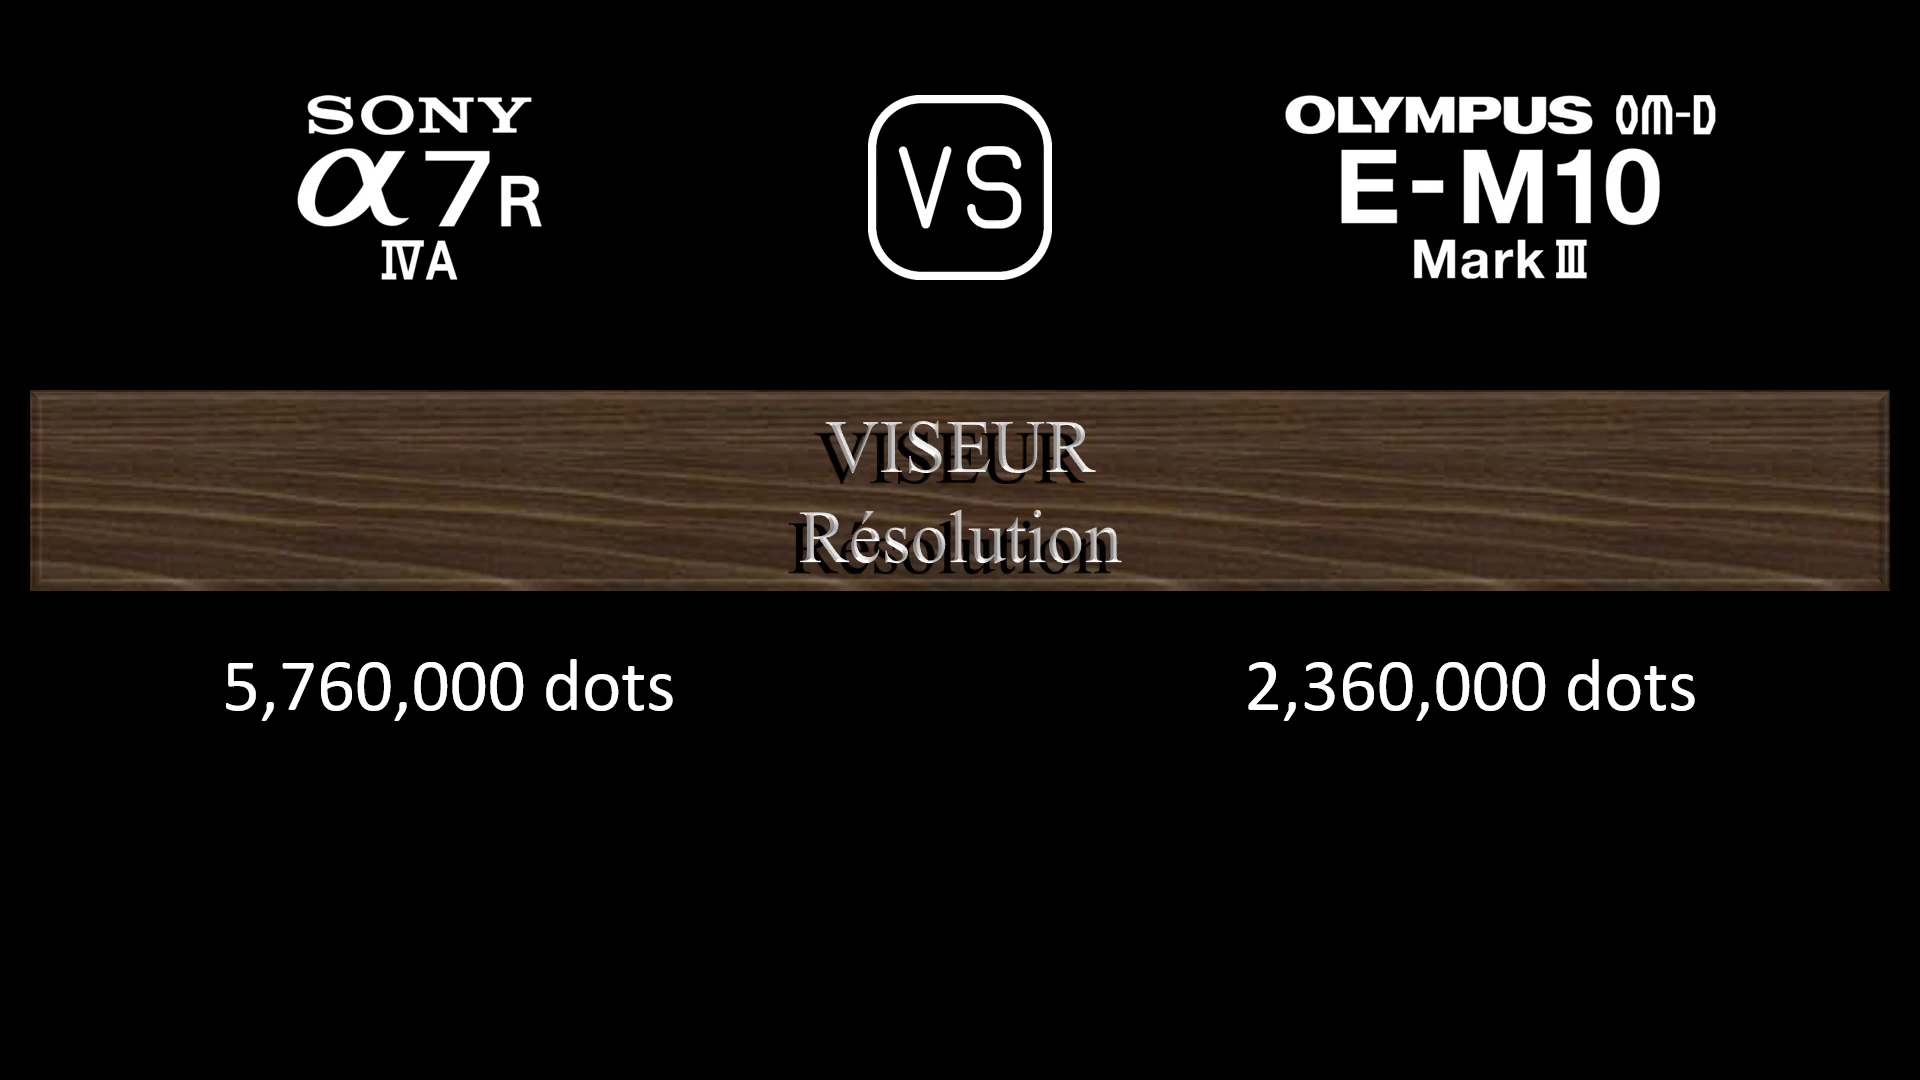 SONY
α7R
IVA
VS
OLYMPUS OM-D
E-M10
Mark III
VISEUR
Résolution
5,760,000 dots
2,360,000 dots